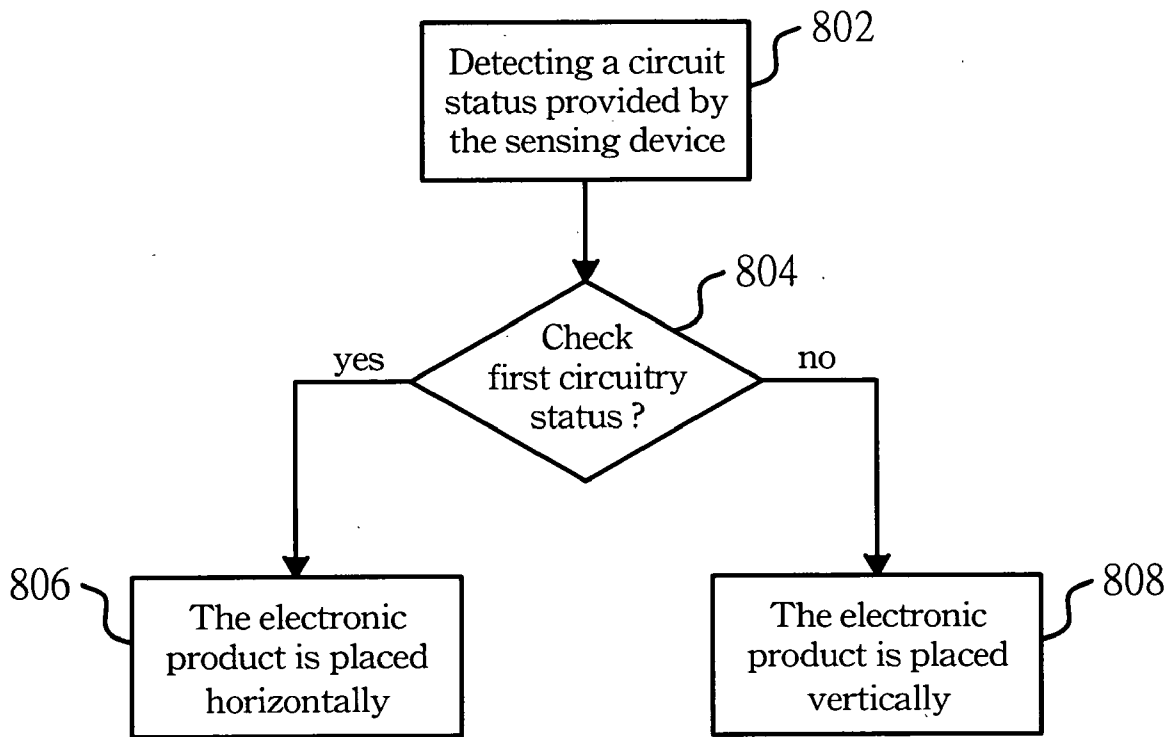 802
Detecting a circuit
status provided by
the sensing device
804
Check
first circuitry
status ?
yes
no
806
The electronic
product is placed
horizontally
808
The electronic
product is placed
vertically